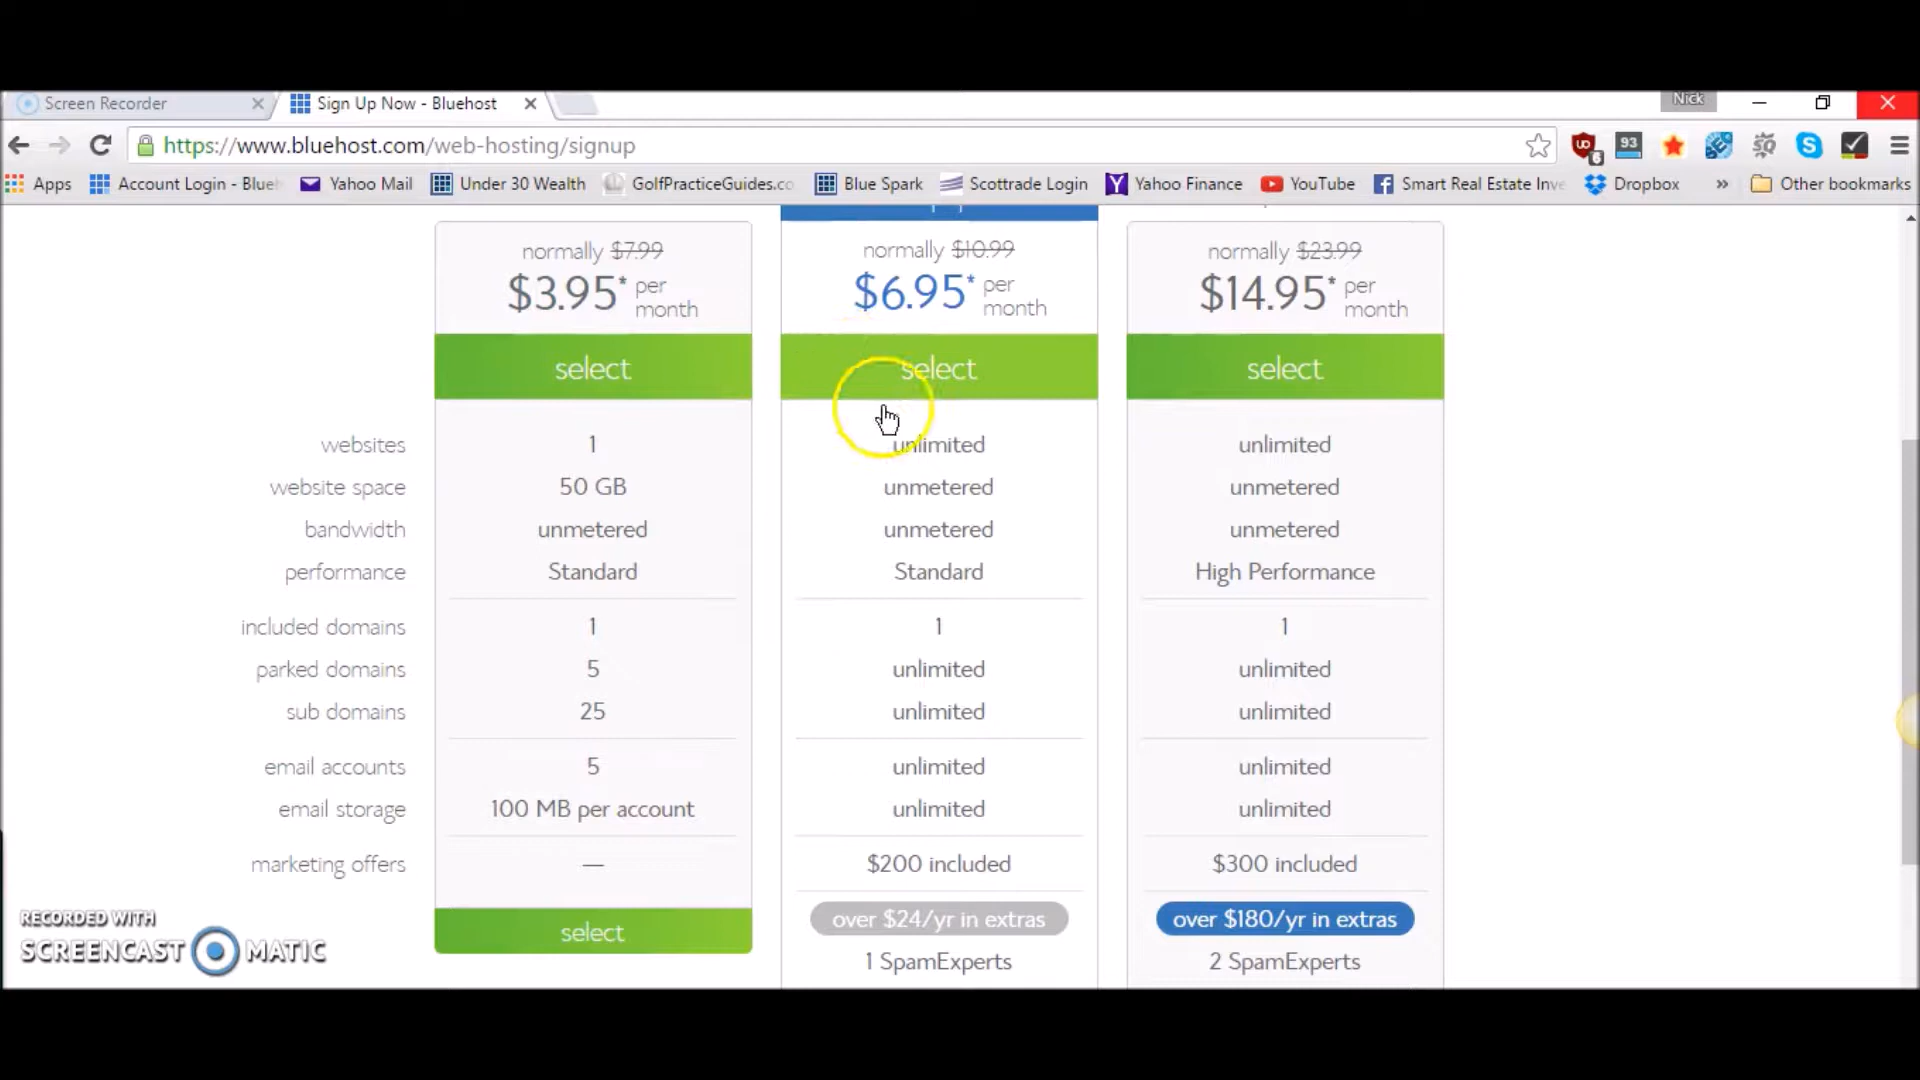 Screen Recorder
Sign Up Now - Bluehost
Nick
https://www.bluehost.com/web-hosting/signup
93
Apps
Account Login - Blueh
Yahoo Mail
Under 30 Wealth
GolfPracticeGuides.co
Blue Spark
Scottrade Login
Yahoo Finance
YouTube
Smart Real Estate Inve
Dropbox
»
Other bookmarks
normally $7.99
$3.95* per month
normally $10.99
$6.95* per month
normally $23.99
$14.95* per month
select select select
websites 1 unlimited unlimited
website space 50 GB unmetered unmetered
bandwidth unmetered unmetered unmetered
performance Standard Standard High Performance
included domains 1 1 1
parked domains 5 unlimited unlimited
sub domains 25 unlimited unlimited
email accounts 5 unlimited unlimited
email storage 100 MB per account unlimited unlimited
marketing offers — $200 included $300 included
select over $24/yr in extras over $180/yr in extras
1 SpamExperts 2 SpamExperts
RECORDED WITH
SCREENCAST MATIC